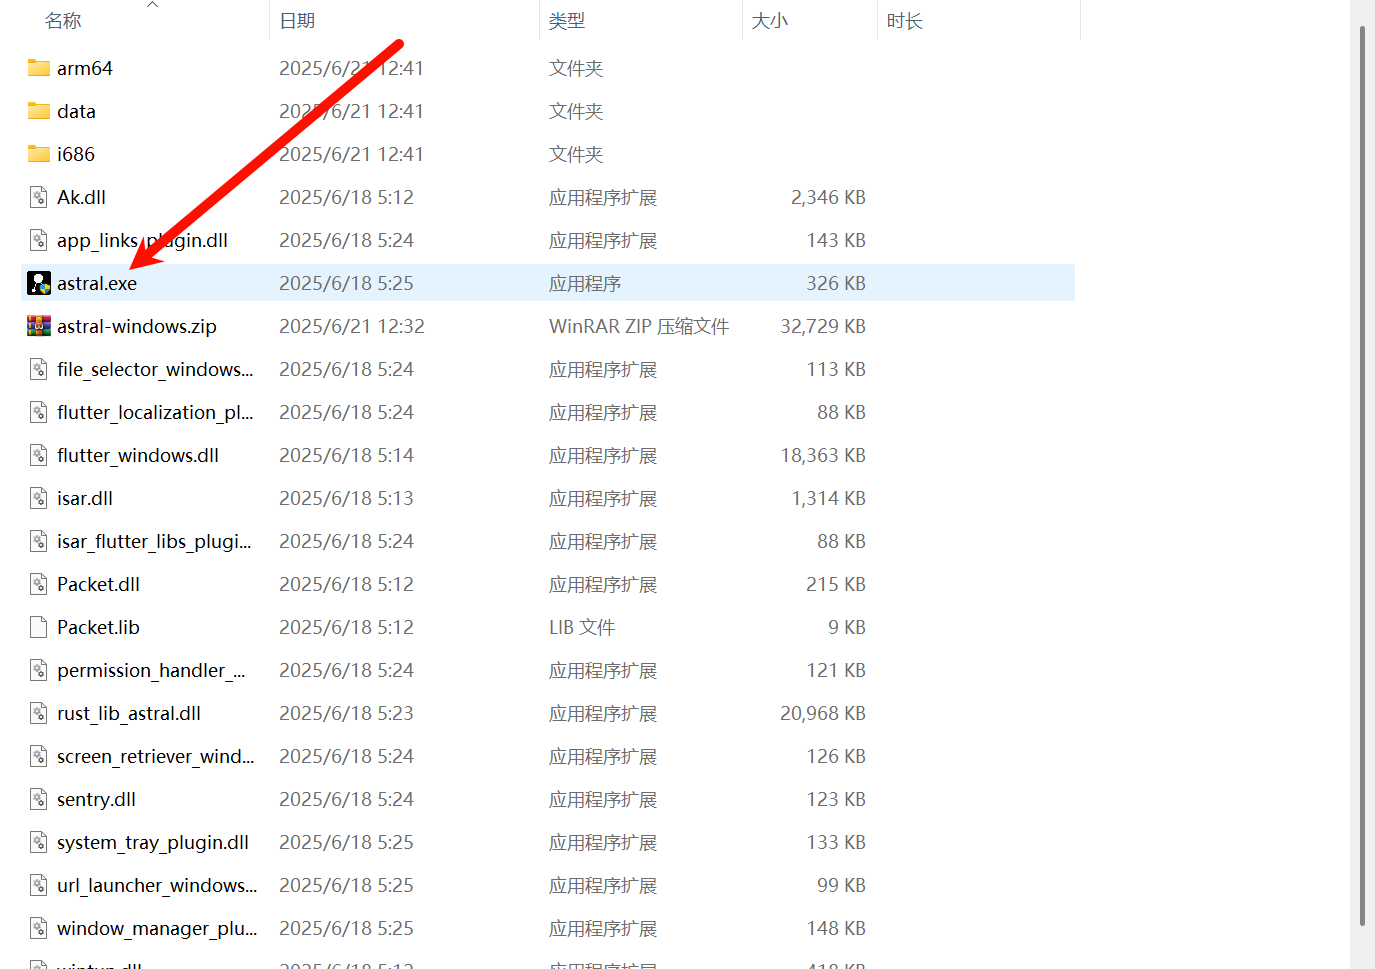 名称 日期 类型 大小 时长
arm64 2025/6/21 12:41 文件夹
data 2025/6/21 12:41 文件夹
i686 2025/6/21 12:41 文件夹
Ak.dll 2025/6/18 5:12 应用程序扩展 2,346 KB
app_links_plugin.dll 2025/6/18 5:24 应用程序扩展 143 KB
astral.exe 2025/6/18 5:25 应用程序 326 KB
astral-windows.zip 2025/6/21 12:32 WinRAR ZIP 压缩文件 32,729 KB
file_selector_windows... 2025/6/18 5:24 应用程序扩展 113 KB
flutter_localization_pl... 2025/6/18 5:24 应用程序扩展 88 KB
flutter_windows.dll 2025/6/18 5:14 应用程序扩展 18,363 KB
isar.dll 2025/6/18 5:13 应用程序扩展 1,314 KB
isar_flutter_libs_plugi... 2025/6/18 5:24 应用程序扩展 88 KB
Packet.dll 2025/6/18 5:12 应用程序扩展 215 KB
Packet.lib 2025/6/18 5:12 LIB 文件 9 KB
permission_handler_... 2025/6/18 5:24 应用程序扩展 121 KB
rust_lib_astral.dll 2025/6/18 5:23 应用程序扩展 20,968 KB
screen_retriever_wind... 2025/6/18 5:24 应用程序扩展 126 KB
sentry.dll 2025/6/18 5:24 应用程序扩展 123 KB
system_tray_plugin.dll 2025/6/18 5:25 应用程序扩展 133 KB
url_launcher_windows... 2025/6/18 5:25 应用程序扩展 99 KB
window_manager_plu... 2025/6/18 5:25 应用程序扩展 148 KB